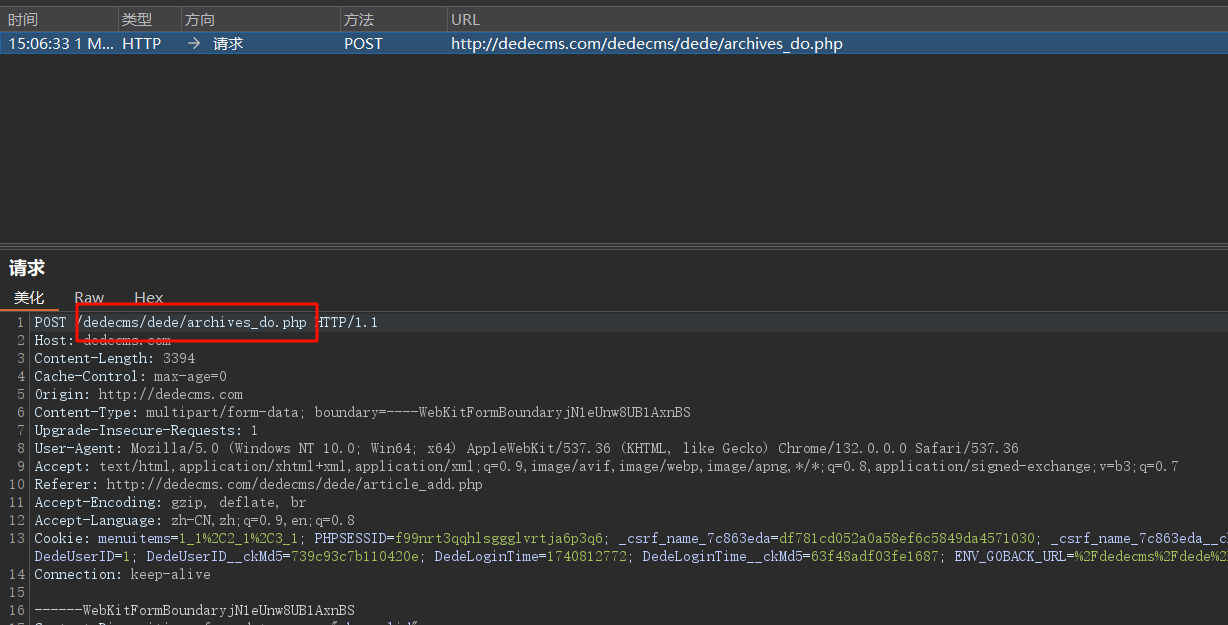 时间 类型 方向 方法 URL
15:06:33 1 M... HTTP → 请求 POST http://dedecms.com/dedecms/dede/archives_do.php
请求
美化 Raw Hex
1 POST /dedecms/dede/archives_do.php HTTP/1.1
2 Host: dedecms.com
3 Content-Length: 3394
4 Cache-Control: max-age=0
5 Origin: http://dedecms.com
6 Content-Type: multipart/form-data; boundary=----WebKitFormBoundaryjN1eUnw8UB1AxnBS
7 Upgrade-Insecure-Requests: 1
8 User-Agent: Mozilla/5.0 (Windows NT 10.0; Win64; x64) AppleWebKit/537.36 (KHTML, like Gecko) Chrome/132.0.0.0 Safari/537.36
9 Accept: text/html,application/xhtml+xml,application/xml;q=0.9,image/avif,image/webp,image/apng,*/*;q=0.8,application/signed-exchange;v=b3;q=0.7
10 Referer: http://dedecms.com/dedecms/dede/article_add.php
11 Accept-Encoding: gzip, deflate, br
12 Accept-Language: zh-CN,zh;q=0.9,en;q=0.8
13 Cookie: menuitems=1_1%2C2_1%2C3_1; PHPSESSID=f99nrt3qqhlsggglvrtja6p3q6; _csrf_name_7c863eda=df781cd052a0a58ef6c5849da4571030; _csrf_name_7c863eda__c
DedeUserID=1; DedeUserID__ckMd5=739c93c7b110420e; DedeLoginTime=1740812772; DedeLoginTime__ckMd5=63f48adf03fe1687; ENV_GOBACK_URL=%2Fdedecms%2Fdede%2
14 Connection: keep-alive
15
16 ------WebKitFormBoundaryjN1eUnw8UB1AxnBS